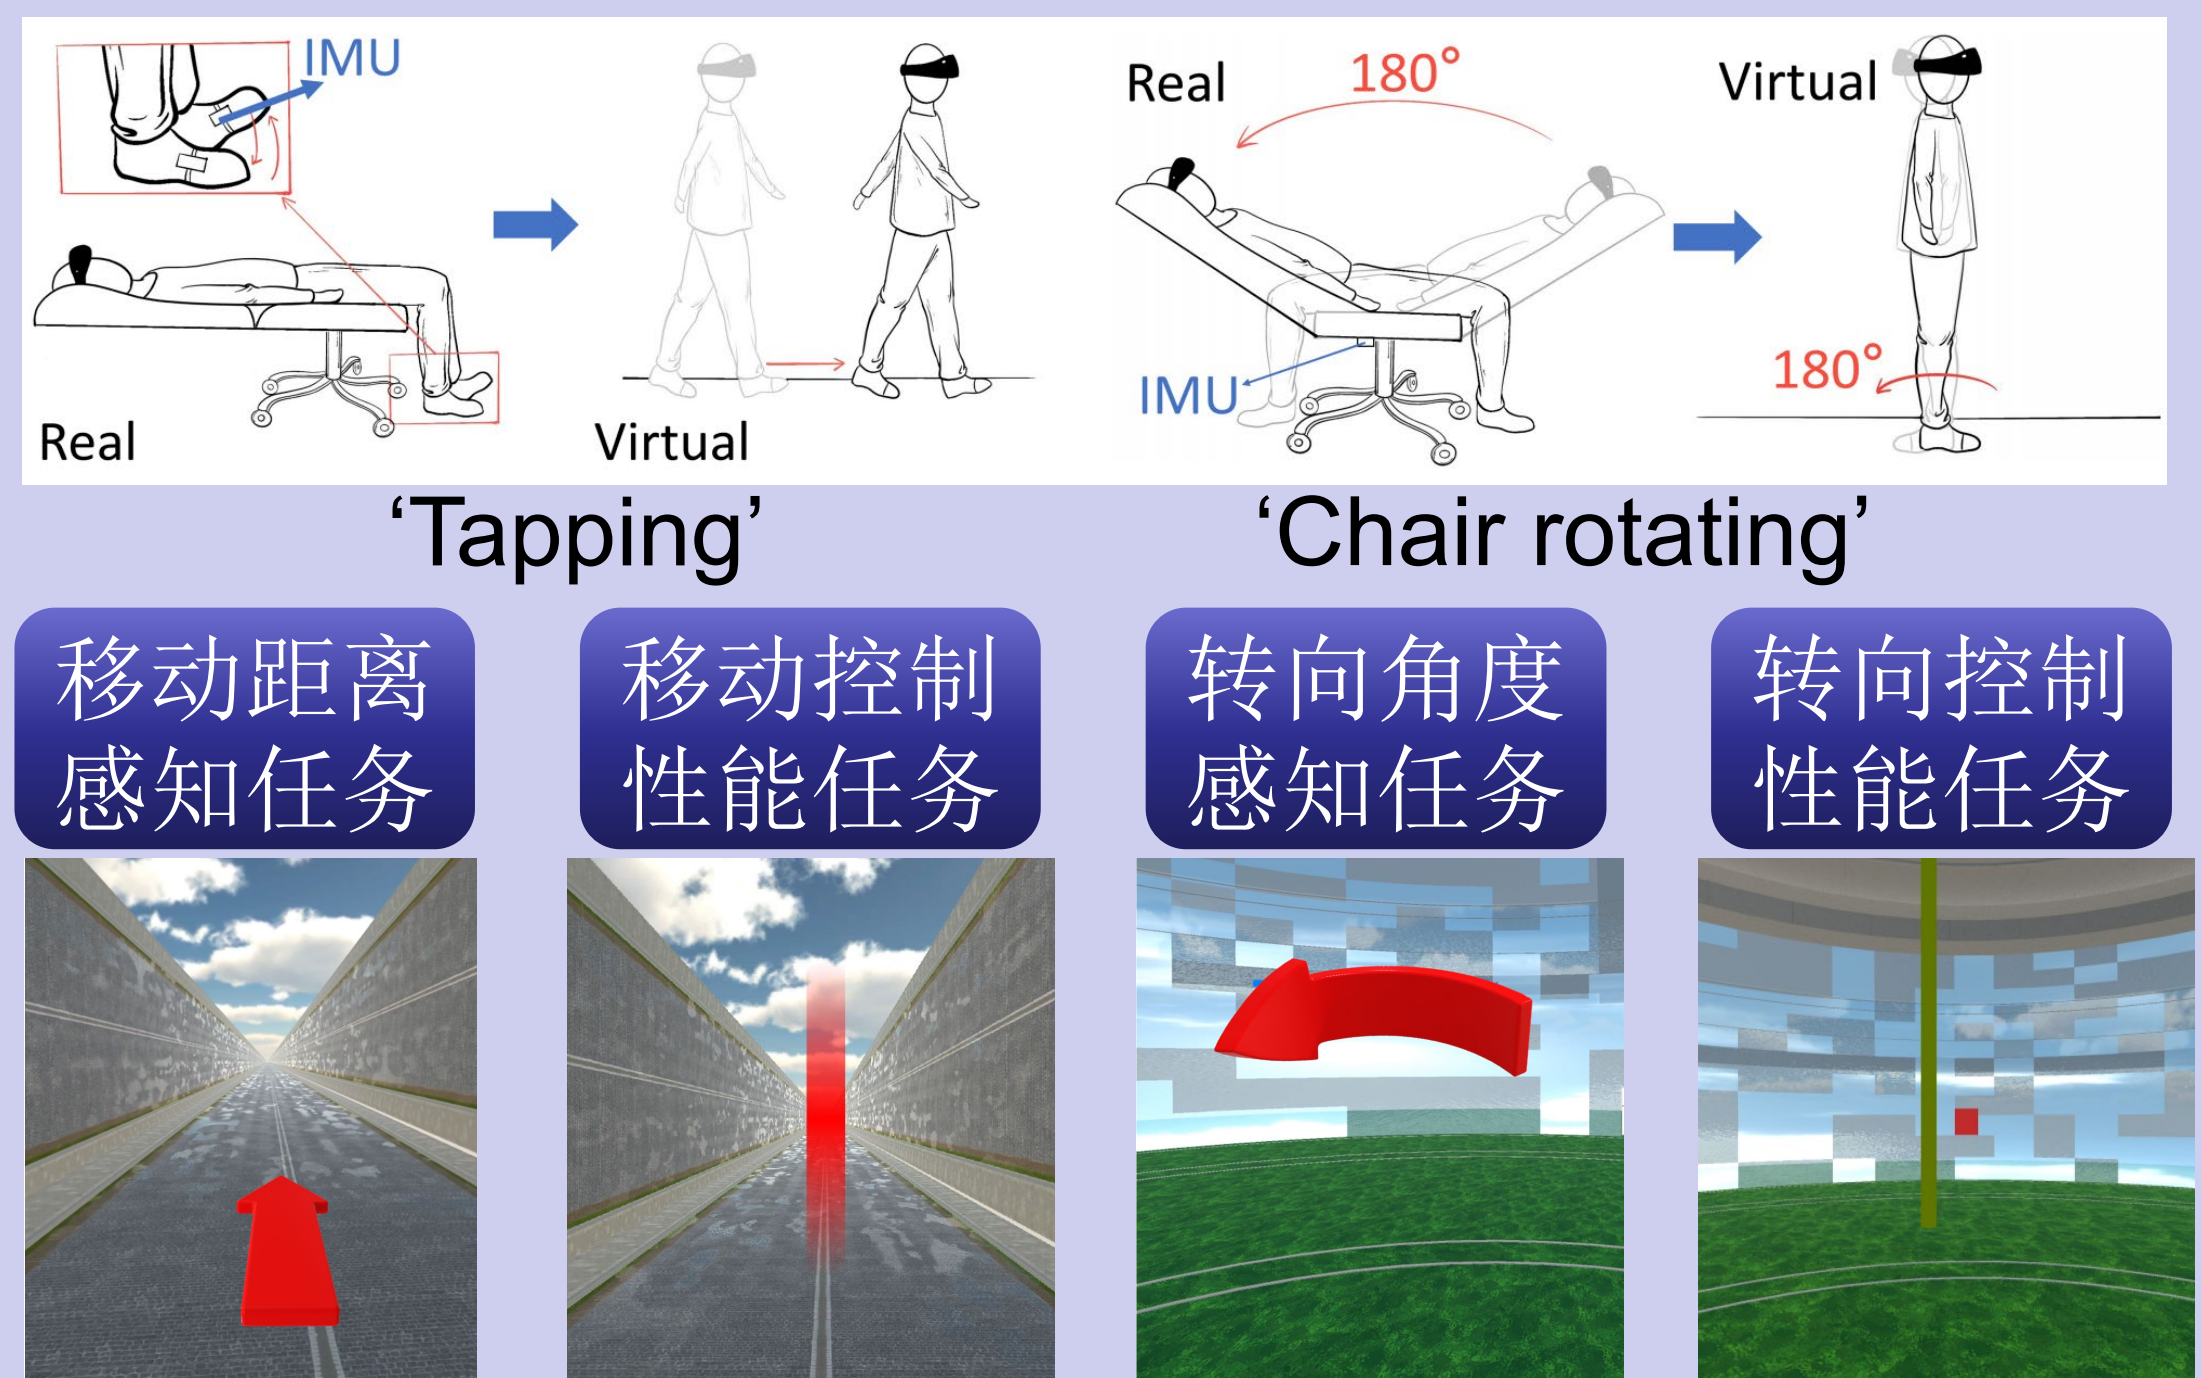 IMU
Real
Virtual
Real
180°
IMU
Virtual
180°
‘Tapping’
‘Chair rotating’
移动距离
感知任务
移动控制
性能任务
转向角度
感知任务
转向控制
性能任务